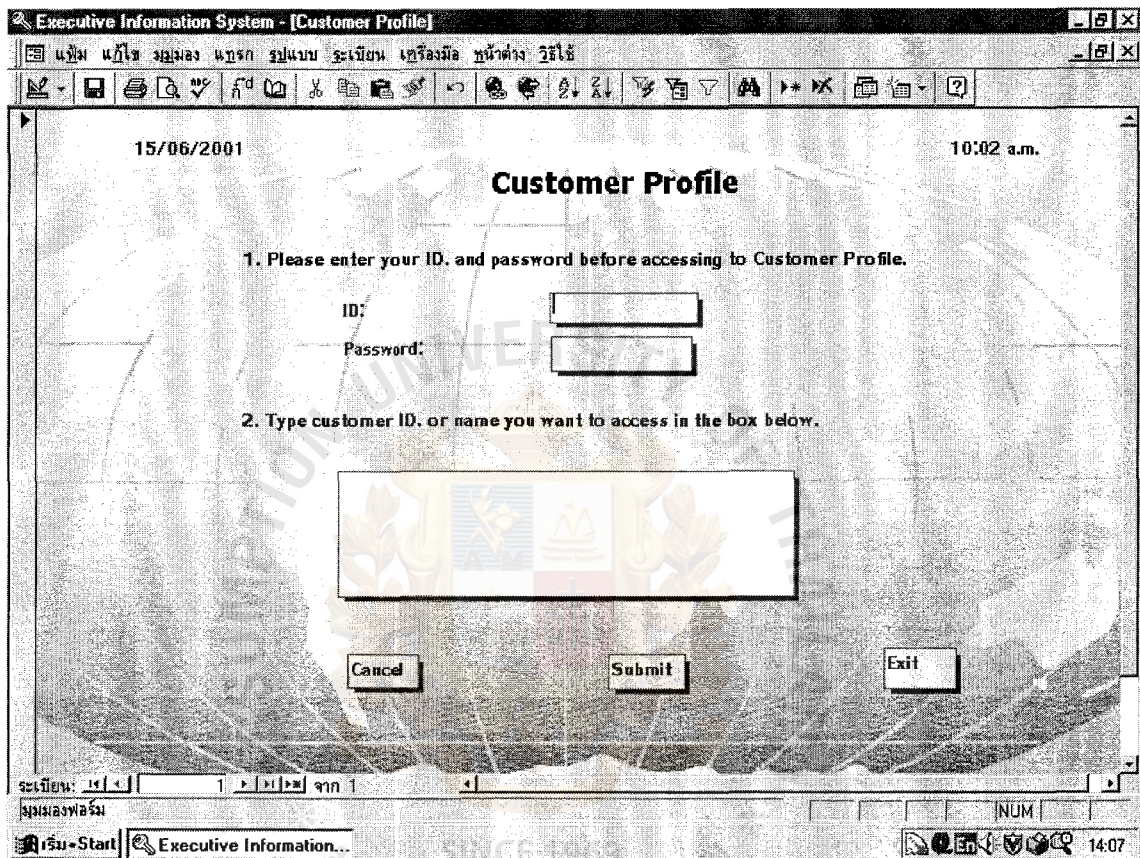 Executive Information System - [Customer Profile]
แฟ้ม แก้ไข มุมมอง แทรก รูปแบบ ระเบียน เครื่องมือ หน้าต่าง วิธีใช้
15/06/2001
10:02 a.m.
Customer Profile
1. Please enter your ID. and password before accessing to Customer Profile.
ID:
Password:
2. Type customer ID. or name you want to access in the box below.
Cancel
Submit
Exit
ระเบียน: 1 จาก 1
มุมมองฟอร์ม
NUM
เริ่ม-Start
Executive Information...
14:07